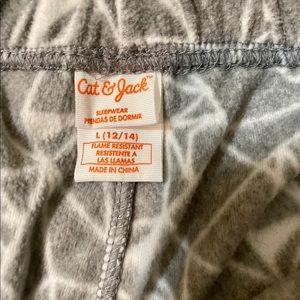 Cat & Jack™
SLEEPWEAR
PRENDAS DE DORMIR
L (12/14)
FLAME RESISTANT
RESISTENTE A
LAS LLAMAS
MADE IN CHINA